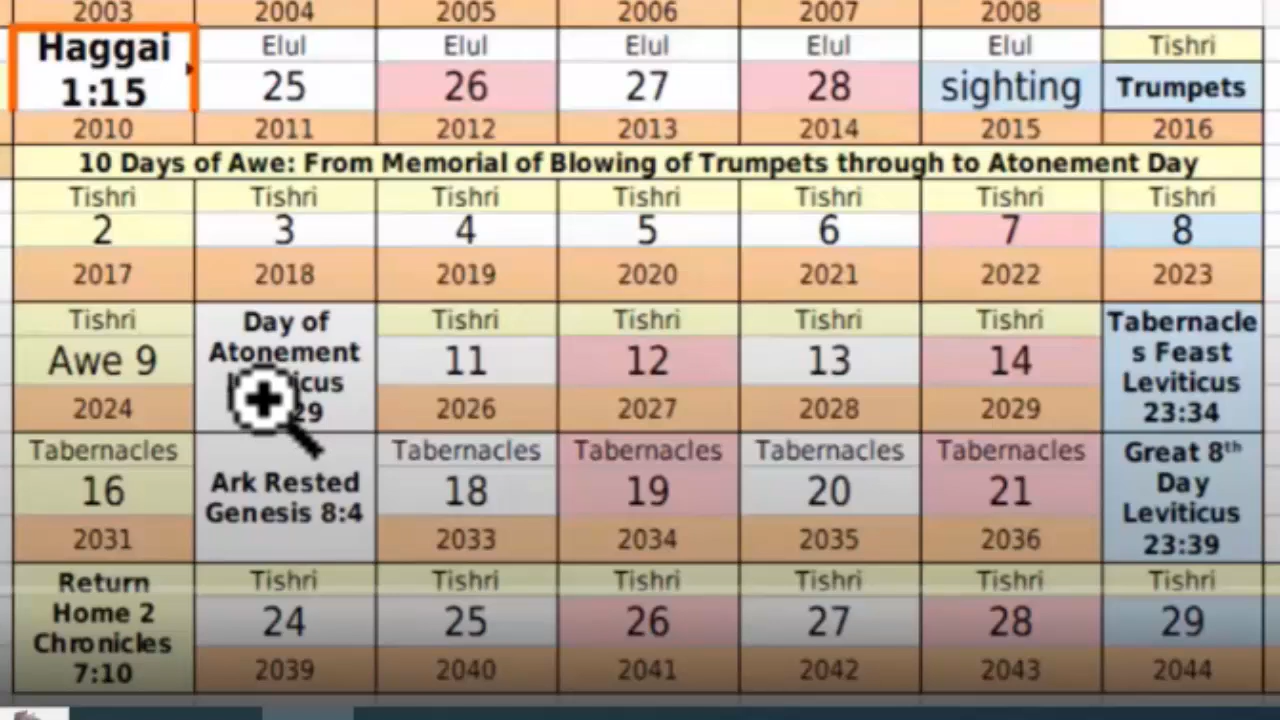 2003 2004 2005 2006 2007 2008
Haggai 1:15 Elul 25 Elul 26 Elul 27 Elul 28 Elul sighting Tishri Trumpets
2010 2011 2012 2013 2014 2015 2016
10 Days of Awe: From Memorial of Blowing of Trumpets through to Atonement Day
Tishri Tishri Tishri Tishri Tishri Tishri Tishri
2 3 4 5 6 7 8
2017 2018 2019 2020 2021 2022 2023
Tishri
Awe 9
2024
Day of
Atonement
29
Tishri
11
2026
Tishri
12
2027
Tishri
13
2028
Tishri
14
2029
Tabernacle
s Feast
Leviticus
23:34
Tabernacles
16
2031
Ark Rested
Genesis 8:4
Tabernacles
18
2033
Tabernacles
19
2034
Tabernacles
20
2035
Tabernacles
21
2036
Great 8th
Day
Leviticus
23:39
Return
Home 2
Chronicles
7:10
Tishri
24
2039
Tishri
25
2040
Tishri
26
2041
Tishri
27
2042
Tishri
28
2043
Tishri
29
2044